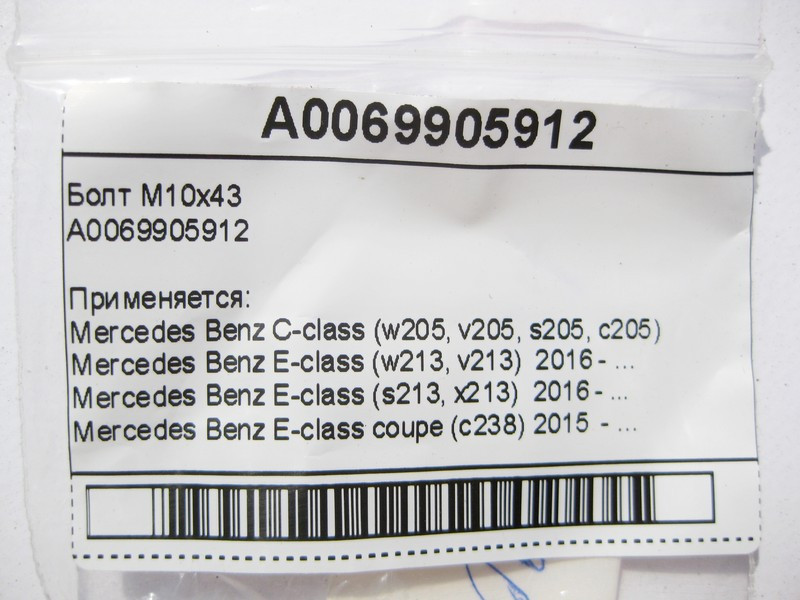 A0069905912
Болт М10х43
A0069905912
Применяется:
Mercedes Benz C-class (w205, v205, s205, c205)
Mercedes Benz E-class (w213, v213) 2016 - ...
Mercedes Benz E-class (s213, x213) 2016 - ...
Mercedes Benz E-class coupe (c238) 2015 - ...